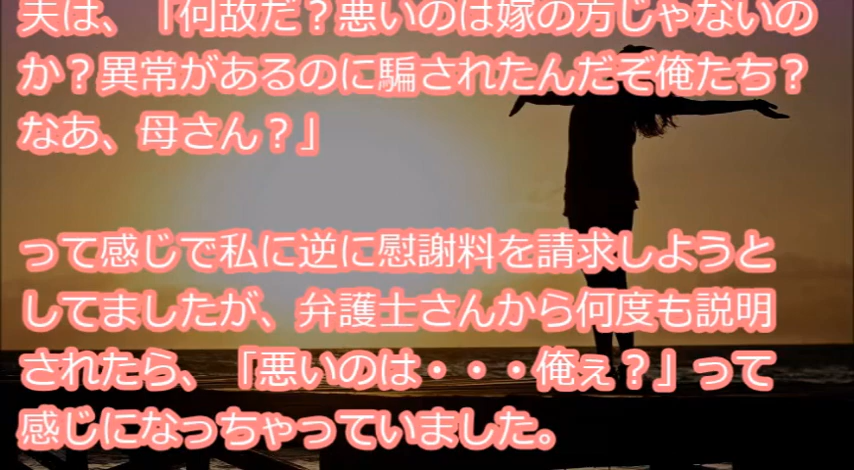 夫は、「何故だ？悪いのは嫁の方じゃないの
か？異常があるのに騙されたんだぞ俺たち？
なあ、母さん？」
って感じで私に逆に慰謝料を請求しようと
してましたが、弁護士さんから何度も説明
されたら、「悪いのは・・・俺ぇ？」って
感じになっちゃっていました。